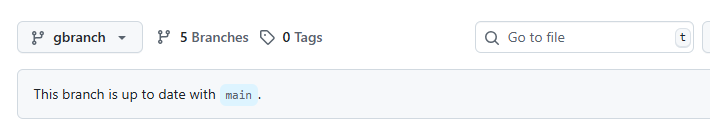 gbranch 5 Branches 0 Tags Go to file t
This branch is up to date with main.